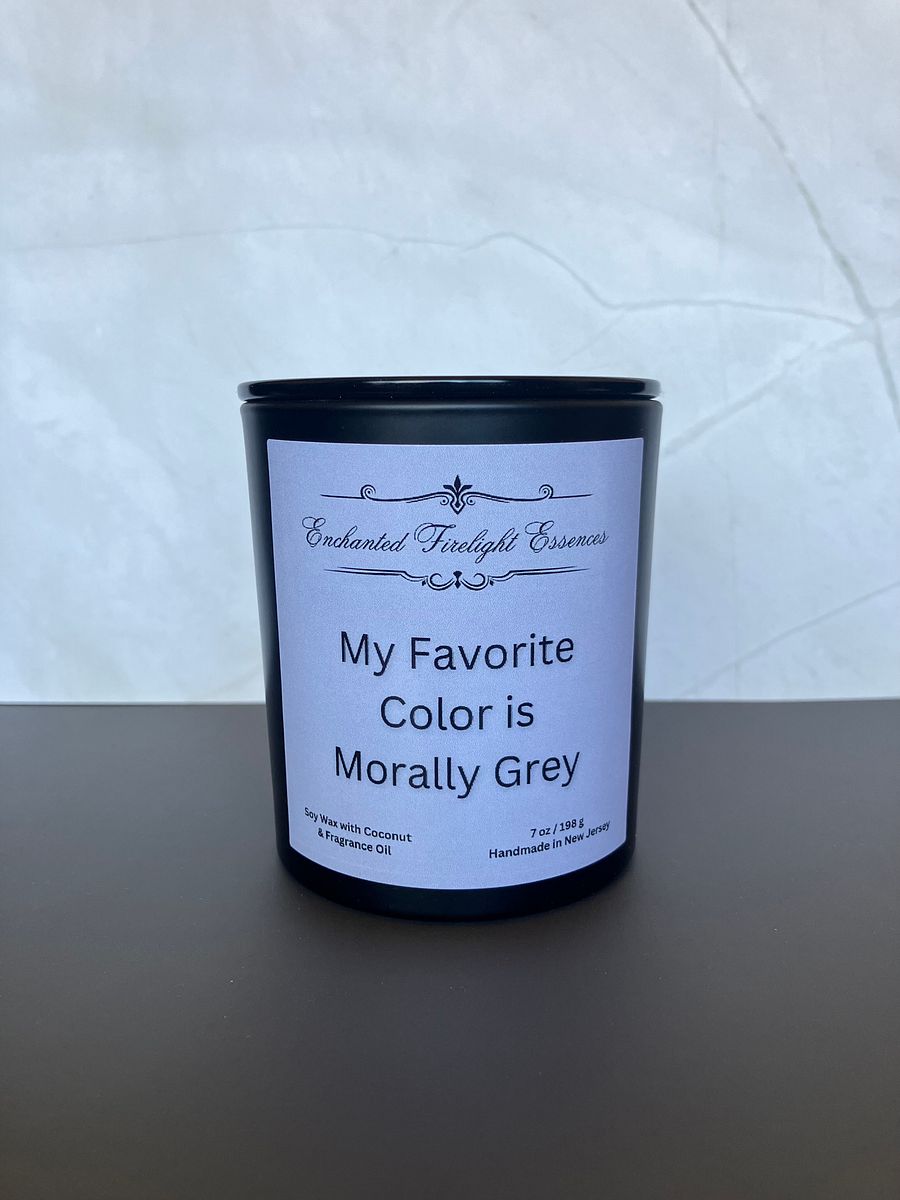 Enchanted Firelight Essences
My Favorite
Color is
Morally Grey
Soy Wax with Coconut
& Fragrance Oil
7 oz / 198 g
Handmade in New Jersey